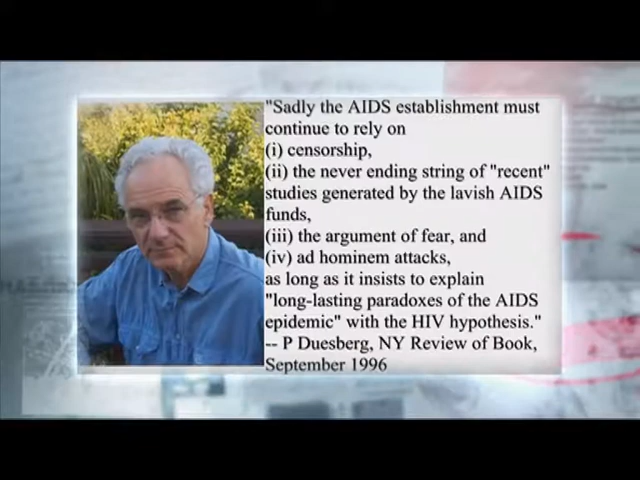 "Sadly the AIDS establishment must
continue to rely on
(i) censorship,
(ii) the never ending string of "recent"
studies generated by the lavish AIDS
funds,
(iii) the argument of fear, and
(iv) ad hominem attacks,
as long as it insists to explain
"long-lasting paradoxes of the AIDS
epidemic" with the HIV hypothesis."
-- P Duesberg, NY Review of Book,
September 1996